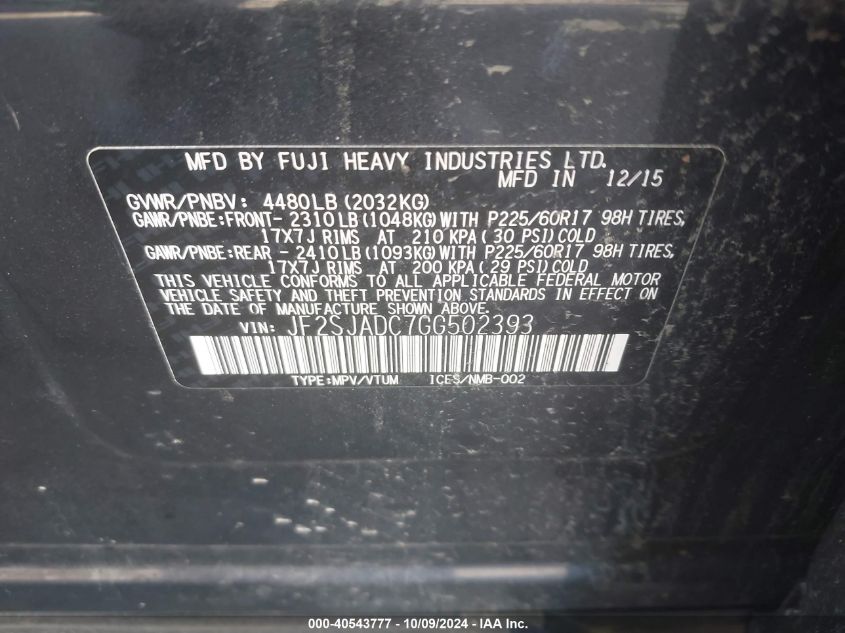 MFD BY FUJI HEAVY INDUSTRIES LTD.
MFD IN 12/15
GVWR/PNBV: 4480LB (2032KG)
GAWR/PNBE:FRONT- 2310LB (1048KG) WITH P225/60R17 98H TIRES,
17X7J RIMS AT 210 KPA (30 PSI) COLD
GAWR/PNBE:REAR - 2410LB (1093KG) WITH P225/60R17 98H TIRES,
17X7J RIMS AT 200 KPA (29 PSI) COLD
THIS VEHICLE CONFORMS TO ALL APPLICABLE FEDERAL MOTOR
VEHICLE SAFETY AND THEFT PREVENTION STANDARDS IN EFFECT ON
THE DATE OF MANUFACTURE SHOWN ABOVE.
VIN: JF2SJADC7GG502393
TYPE:MPV/VTUM ICES/NMB-002
000-40543777 - 10/09/2024 - IAA Inc.